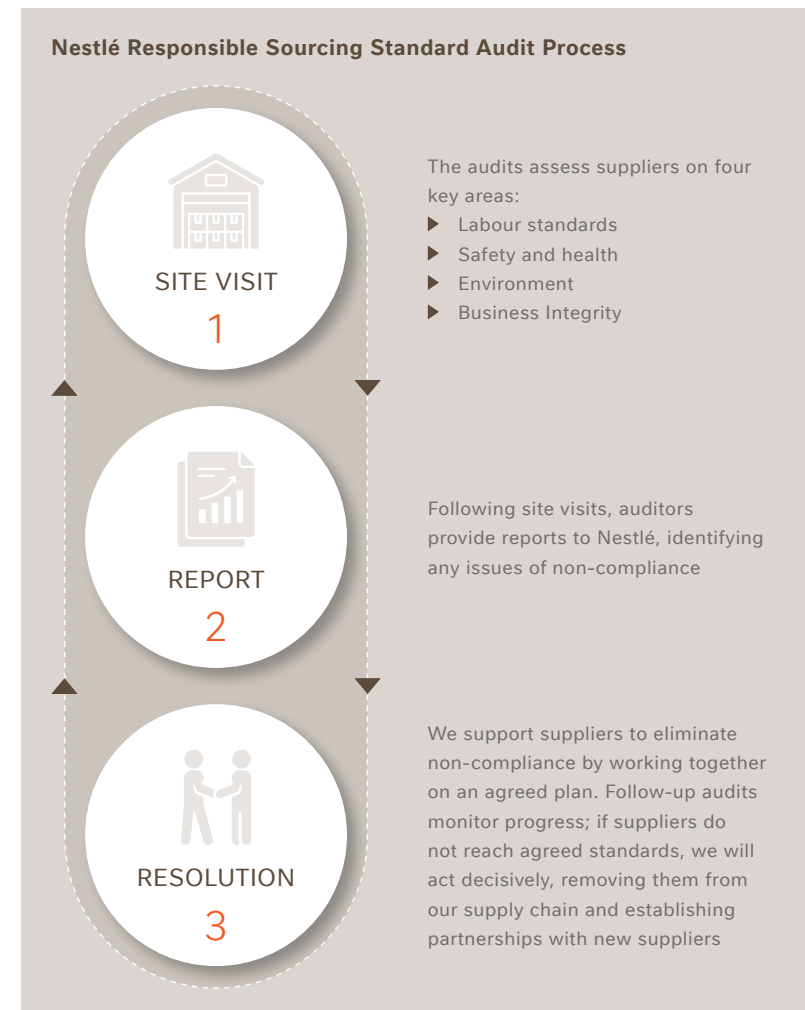 Nestlé Responsible Sourcing Standard Audit Process
SITE VISIT
1
The audits assess suppliers on four
key areas:
Labour standards
Safety and health
Environment
Business Integrity
REPORT
2
Following site visits, auditors
provide reports to Nestlé, identifying
any issues of non-compliance
RESOLUTION
3
We support suppliers to eliminate
non-compliance by working together
on an agreed plan. Follow-up audits
monitor progress; if suppliers do
not reach agreed standards, we will
act decisively, removing them from
our supply chain and establishing
partnerships with new suppliers